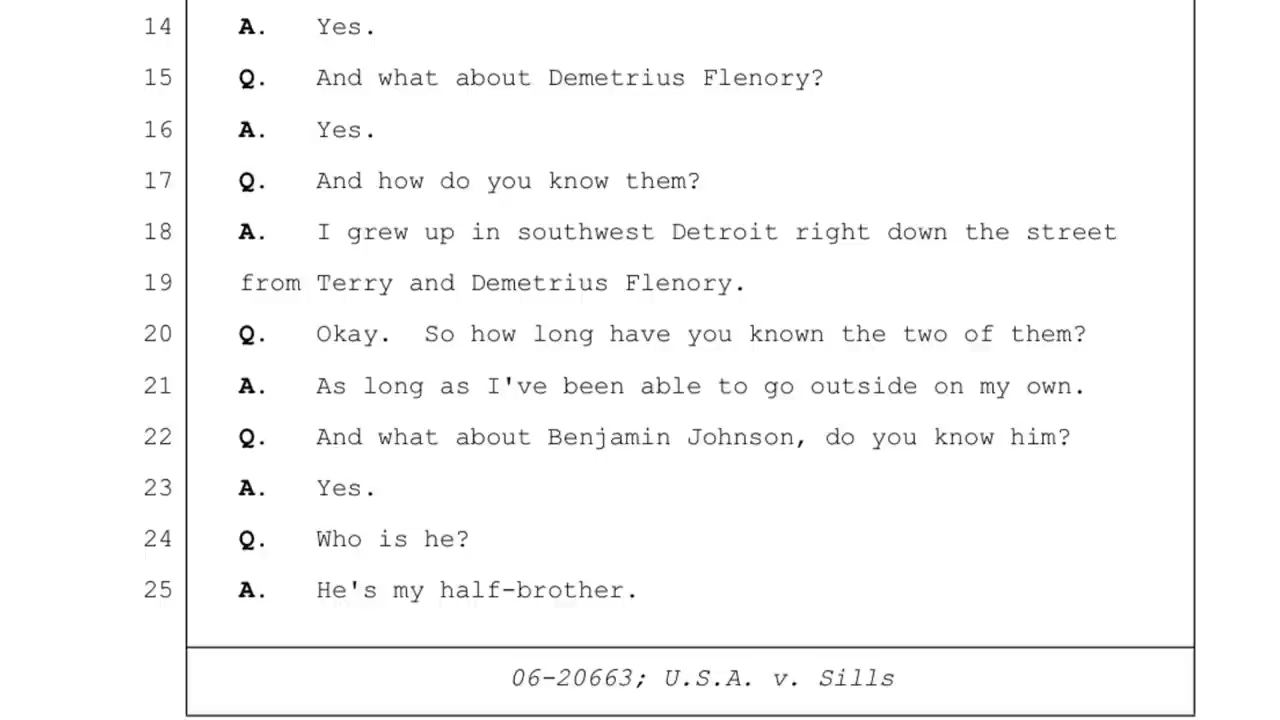 14 A. Yes.
15 Q. And what about Demetrius Flenory?
16 A. Yes.
17 Q. And how do you know them?
18 A. I grew up in southwest Detroit right down the street
19 from Terry and Demetrius Flenory.
20 Q. Okay. So how long have you known the two of them?
21 A. As long as I've been able to go outside on my own.
22 Q. And what about Benjamin Johnson, do you know him?
23 A. Yes.
24 Q. Who is he?
25 A. He's my half-brother.
06-20663; U.S.A. v. Sills